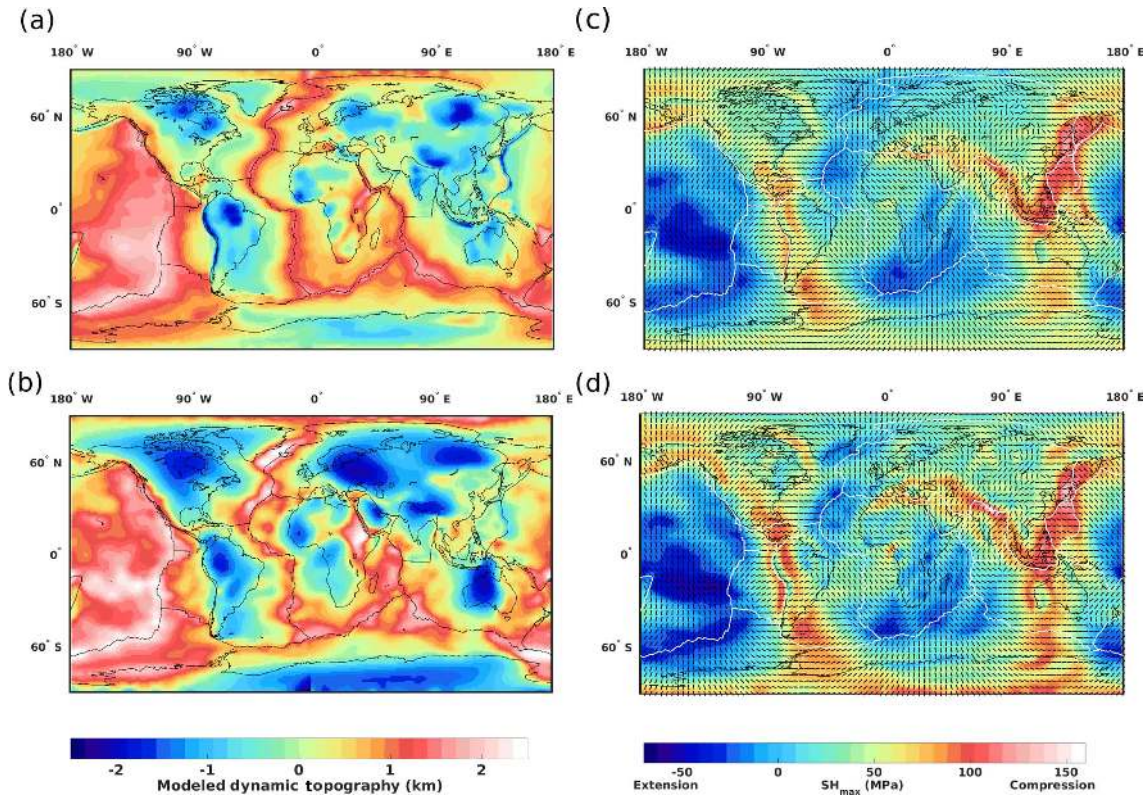 (a)
180° W 90° W 0° 90° E 180° E
60° N
0°
60° S
(c)
180° W 90° W 0° 90° E 180° E
60° N
0°
60° S
(b)
180° W 90° W 0° 90° E 180° E
60° N
0°
60° S
(d)
180° W 90° W 0° 90° E 180° E
60° N
0°
60° S
-2 -1 0 1 2
Modeled dynamic topography (km)
-50 0 50 100 150
Extension SHmax (MPa) Compression